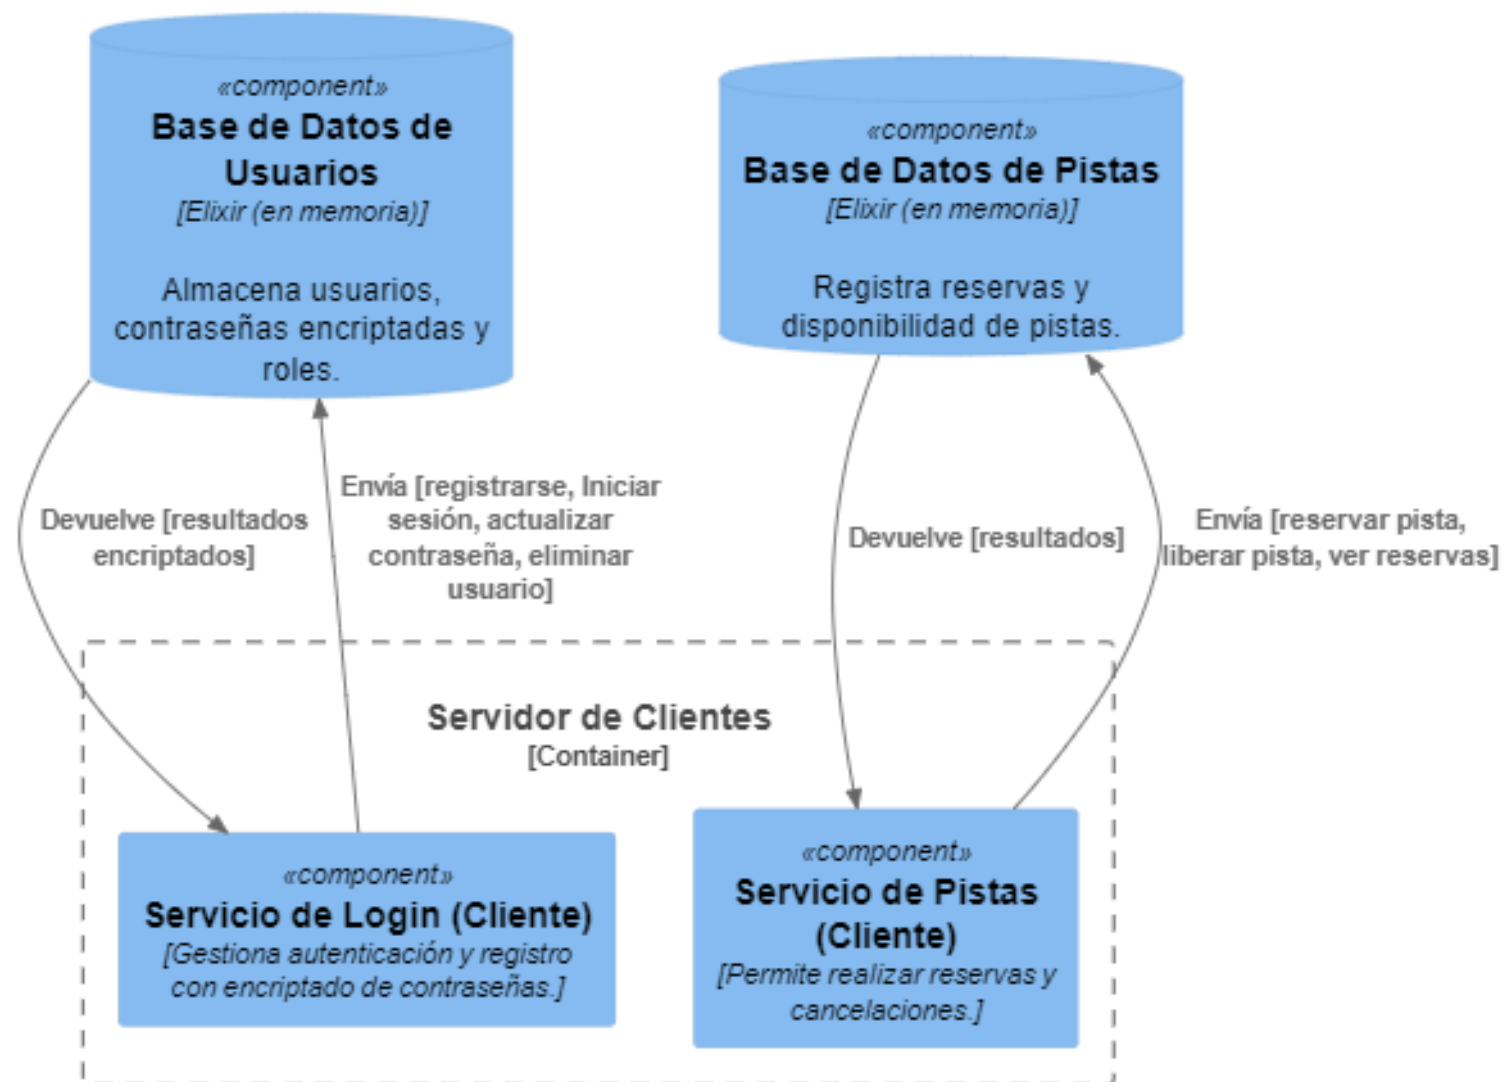 «component»
Base de Datos de
Usuarios
[Elixir (en memoria)]
Almacena usuarios,
contraseñas encriptadas y
roles.
«component»
Base de Datos de Pistas
[Elixir (en memoria)]
Registra reservas y
disponibilidad de pistas.
Devuelve [resultados
encriptados]
Envía [registrarse, Iniciar
sesión, actualizar
contraseña, eliminar
usuario]
Devuelve [resultados]
Envía [reservar pista,
liberar pista, ver reservas]
Servidor de Clientes
[Container]
«component»
Servicio de Login (Cliente)
[Gestiona autenticación y registro
con encriptado de contraseñas.]
«component»
Servicio de Pistas
(Cliente)
[Permite realizar reservas y
cancelaciones.]